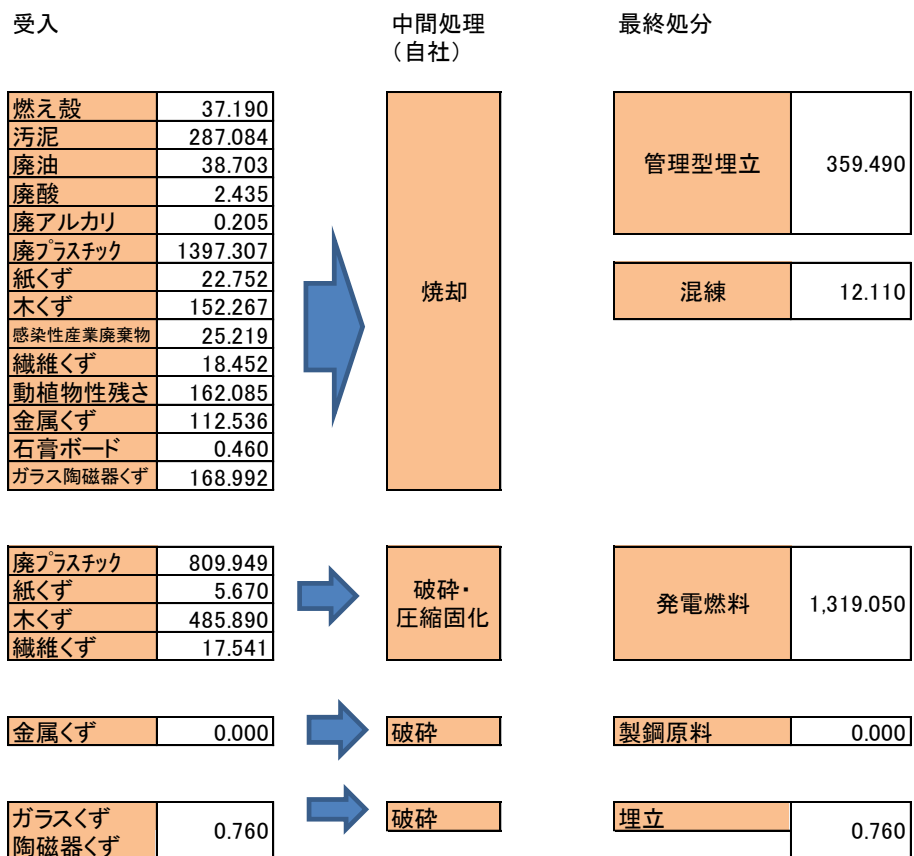 受入 中間処理 最終処分
（自社）
燃え殻 37.190
汚泥 287.084
廃油 38.703
廃酸 2.435
廃アルカリ 0.205
廃プラスチック 1397.307
紙くず 22.752
木くず 152.267
感染性産業廃棄物 25.219
繊維くず 18.452
動植物性残さ 162.085
金属くず 112.536
石膏ボード 0.460
ガラス陶磁器くず 168.992
焼却
管理型埋立 359.490
混練 12.110
廃プラスチック 809.949
紙くず 5.670
木くず 485.890
繊維くず 17.541
破砕・
圧縮固化
発電燃料 1,319.050
金属くず 0.000 破砕 製鋼原料 0.000
ガラスくず
陶磁器くず 0.760
破砕 埋立 0.760